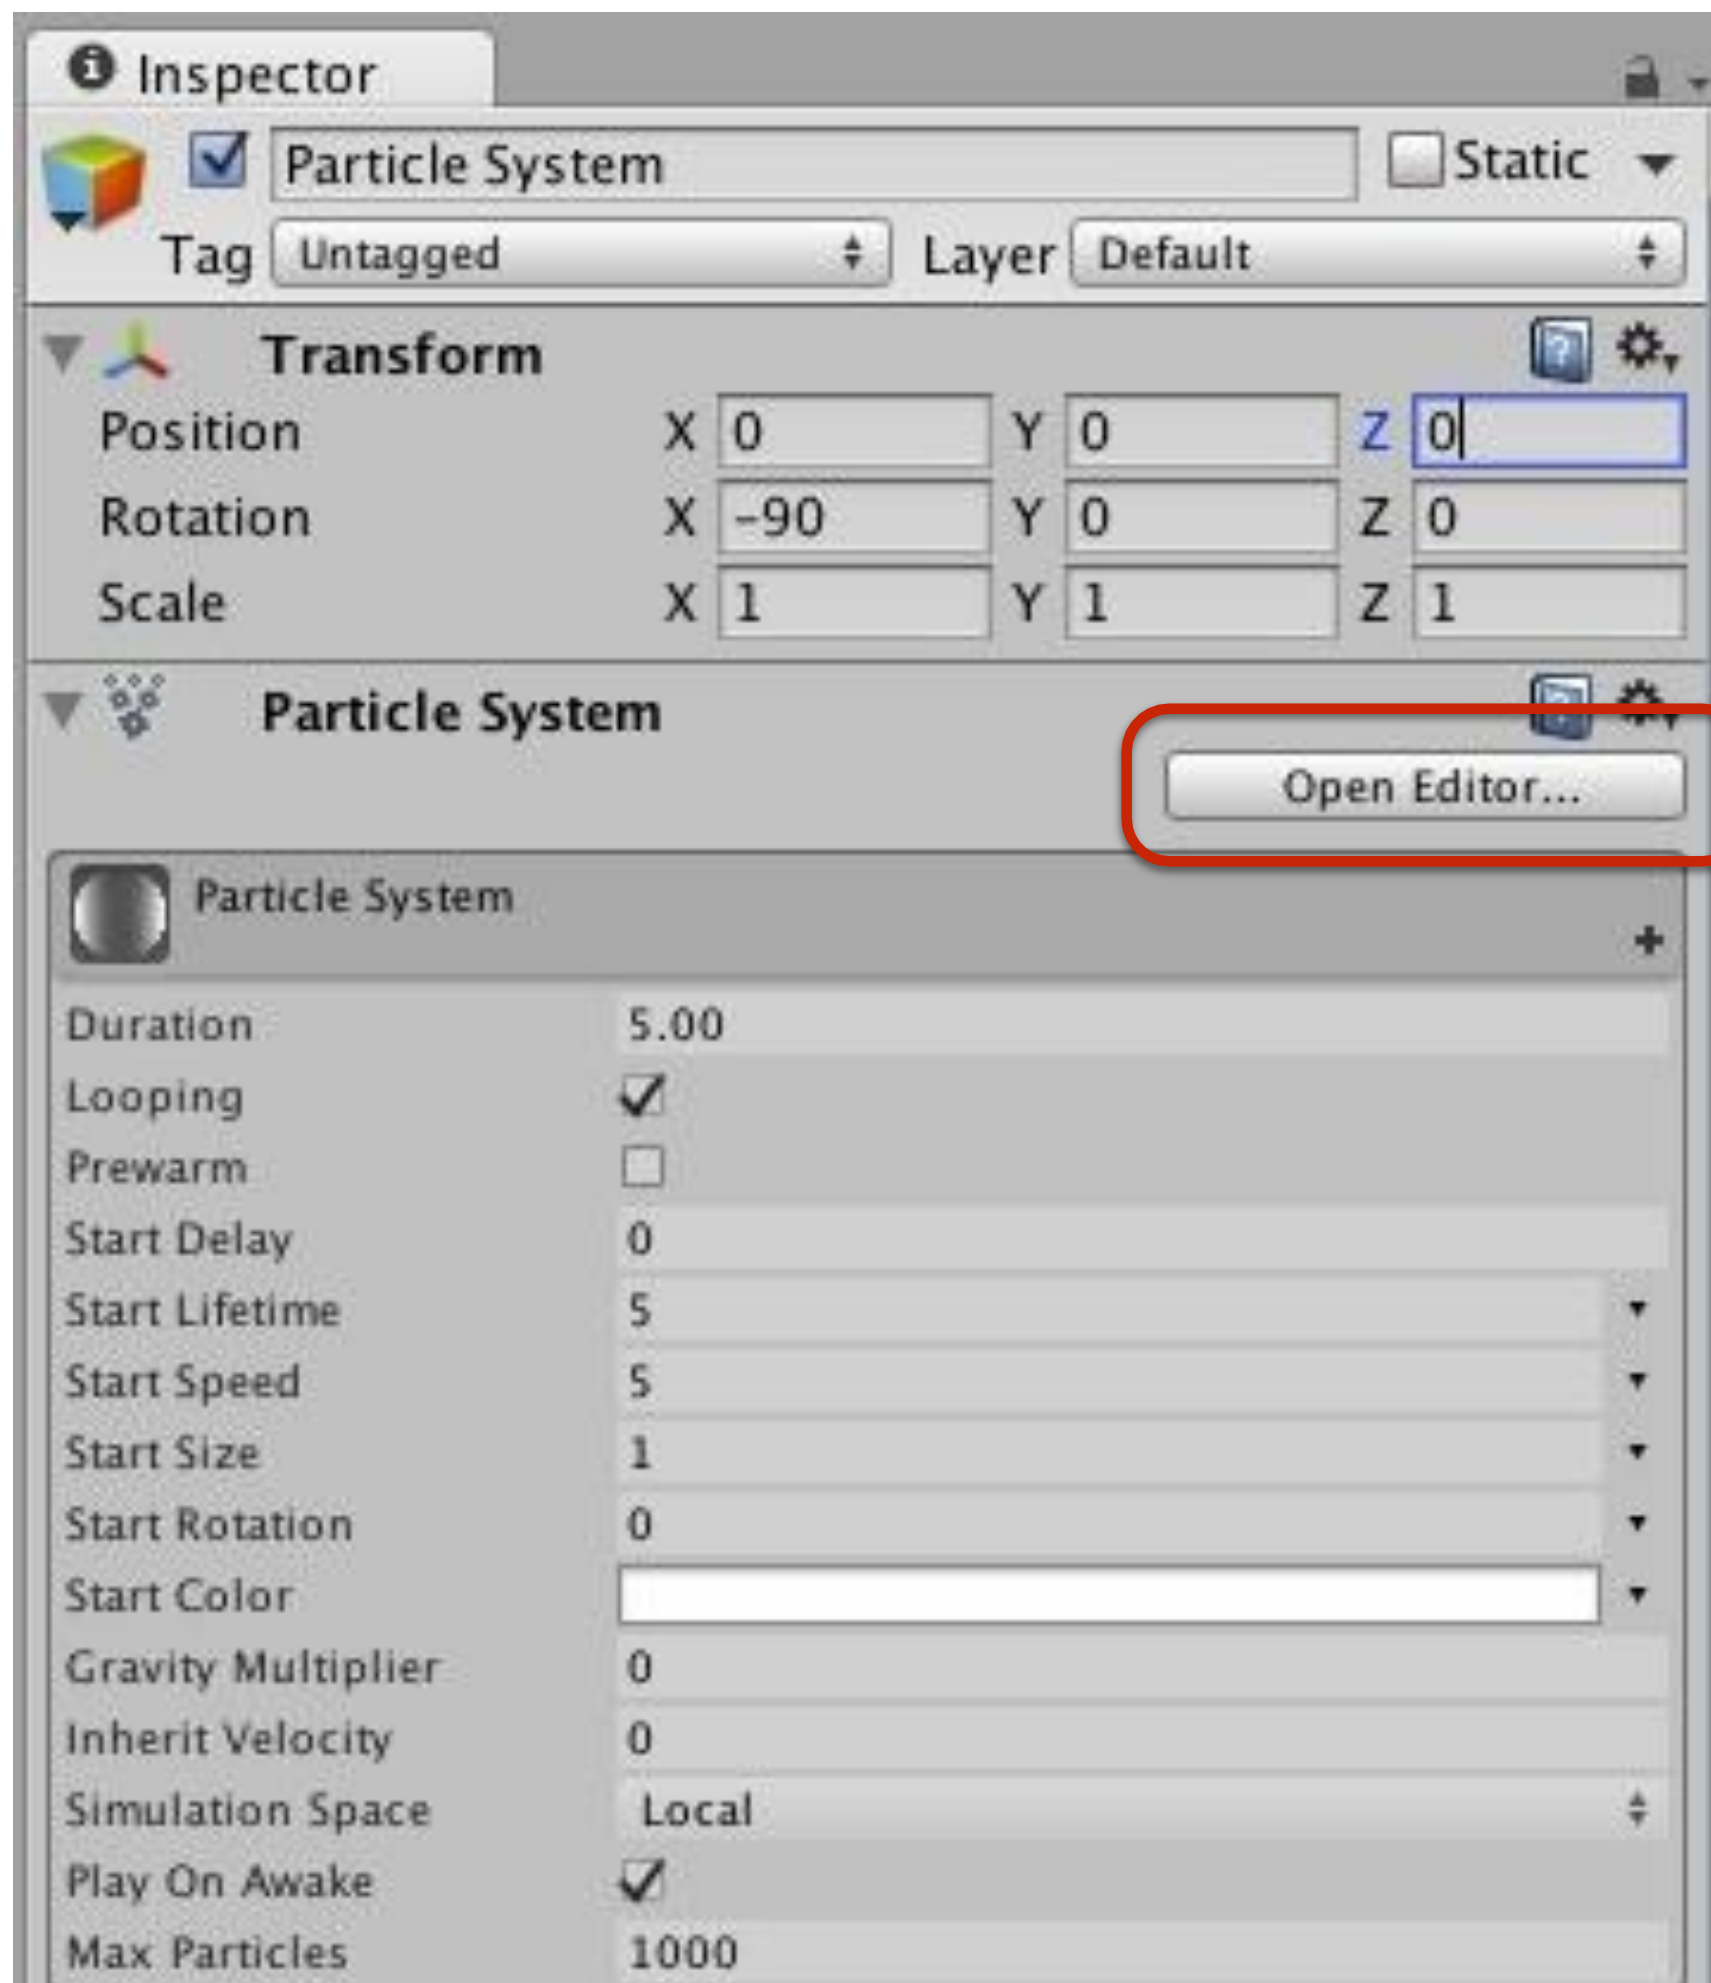 Inspector
Particle System Static
Tag Untagged Layer Default
Transform
Position X 0 Y 0 Z 0
Rotation X -90 Y 0 Z 0
Scale X 1 Y 1 Z 1
Particle System
Open Editor...
Particle System
Duration 5.00
Looping
Prewarm
Start Delay 0
Start Lifetime 5
Start Speed 5
Start Size 1
Start Rotation 0
Start Color
Gravity Multiplier 0
Inherit Velocity 0
Simulation Space Local
Play On Awake
Max Particles 1000